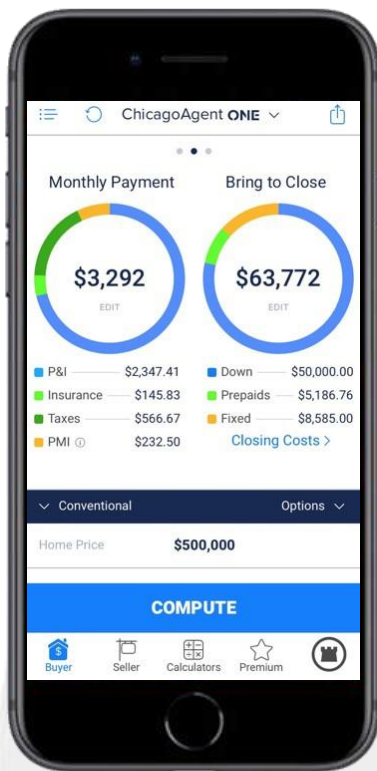 ChicagoAgent ONE
Monthly Payment
Bring to Close
$3,292
EDIT
$63,772
EDIT
P&I $2,347.41
Insurance $145.83
Taxes $566.67
PMI $232.50
Down $50,000.00
Prepaids $5,186.76
Fixed $8,585.00
Closing Costs >
Conventional Options
Home Price $500,000
COMPUTE
Buyer Seller Calculators Premium